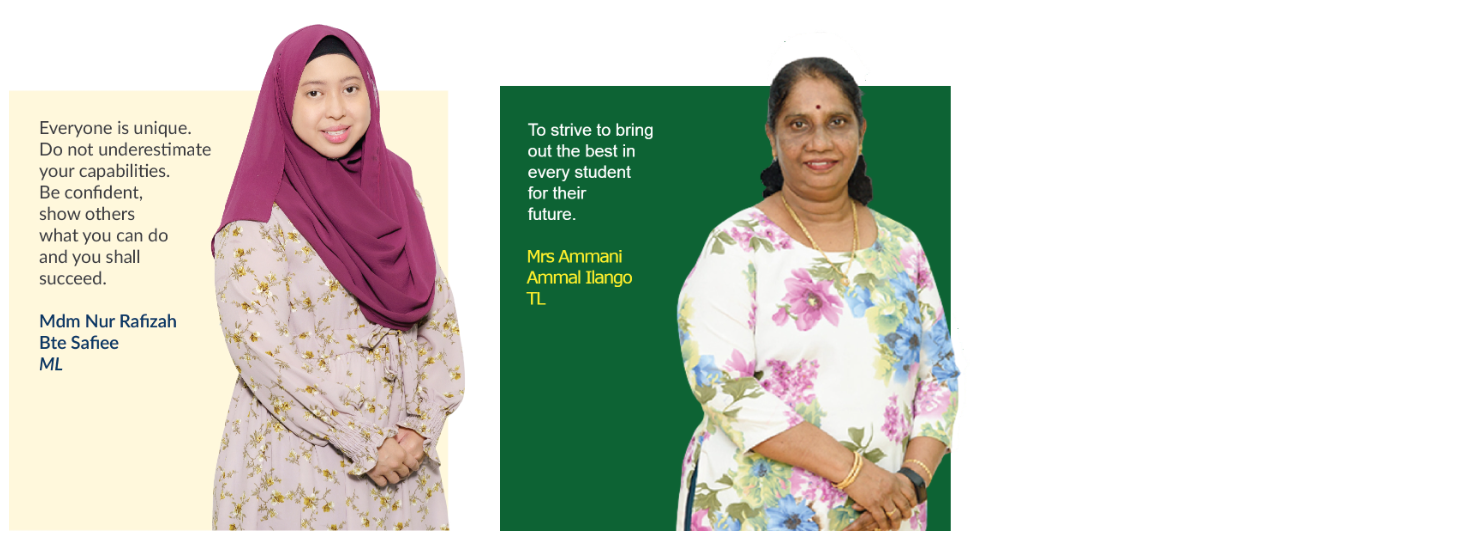 Everyone is unique.
Do not underestimate
your capabilities.
Be confident,
show others
what you can do
and you shall
succeed.
Mdm Nur Rafizah
Bte Safiee
ML
To strive to bring
out the best in
every student
for their
future.
Mrs Ammani
Ammal Ilango
TL